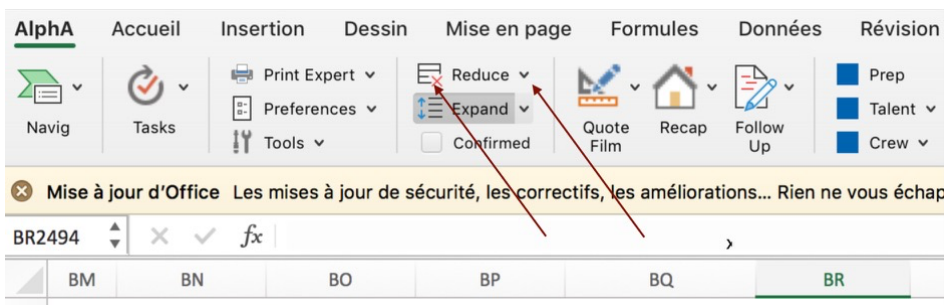 AlphA Accueil Insertion Dessin Mise en page Formules Données Révision
Print Expert Reduce Prep
Preferences Expand Talent
Navig Tasks Tools Confirmed Quote Film Recap Follow Up Crew
Mise à jour d’Office Les mises à jour de sécurité, les correctifs, les améliorations... Rien ne vous échap
BR2494 fx ,
BM BN BO BP BQ BR